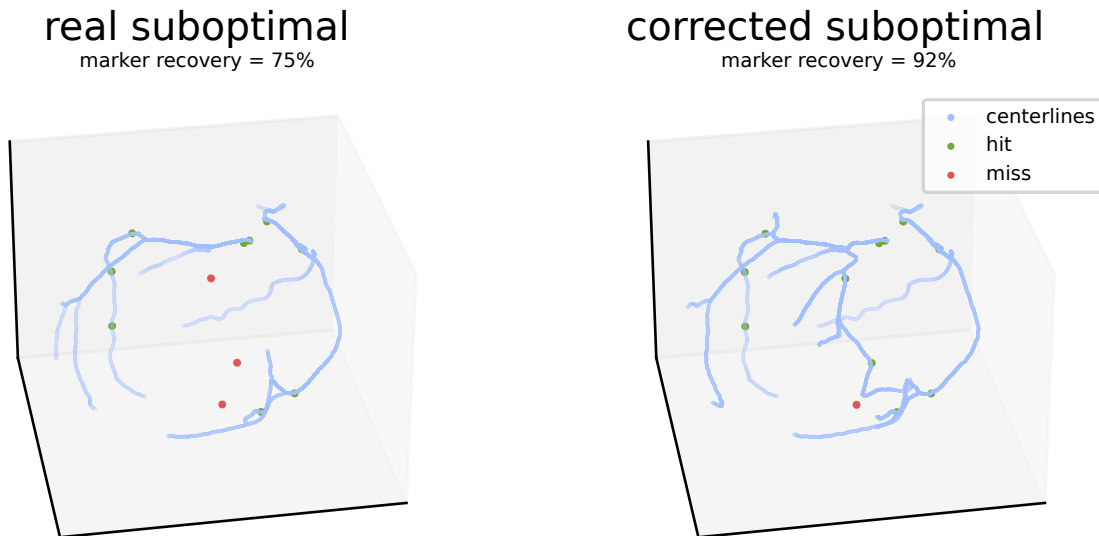 real suboptimal
marker recovery = 75%
corrected suboptimal
marker recovery = 92%
centerlines
hit
miss